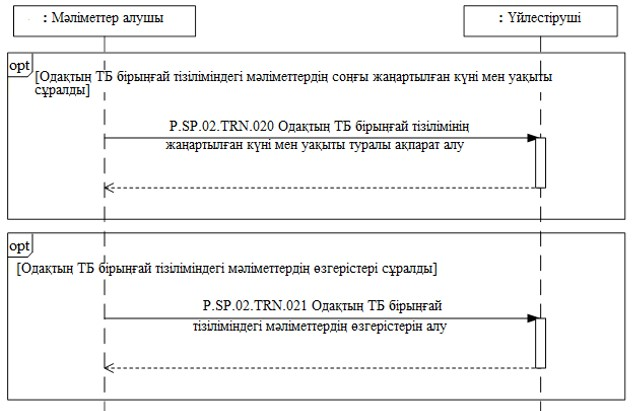 : Мәліметтер алушы
: Үйлестіруші
opt
[Одақтың ТБ бірыңғай тізіліміндегі мәліметтердің соңғы жаңартылған күні мен уақыты
сұралды]
P.SP.02.TRN.020 Одақтың ТБ бірыңғай тізілімінің
жаңартылған күні мен уақыты туралы ақпарат алу
opt
[Одақтың ТБ бірыңғай тізіліміндегі мәліметтердің өзгерістері сұралды]
P.SP.02.TRN.021 Одақтың ТБ бірыңғай
тізіліміндегі мәліметтердің өзгерістерін алу